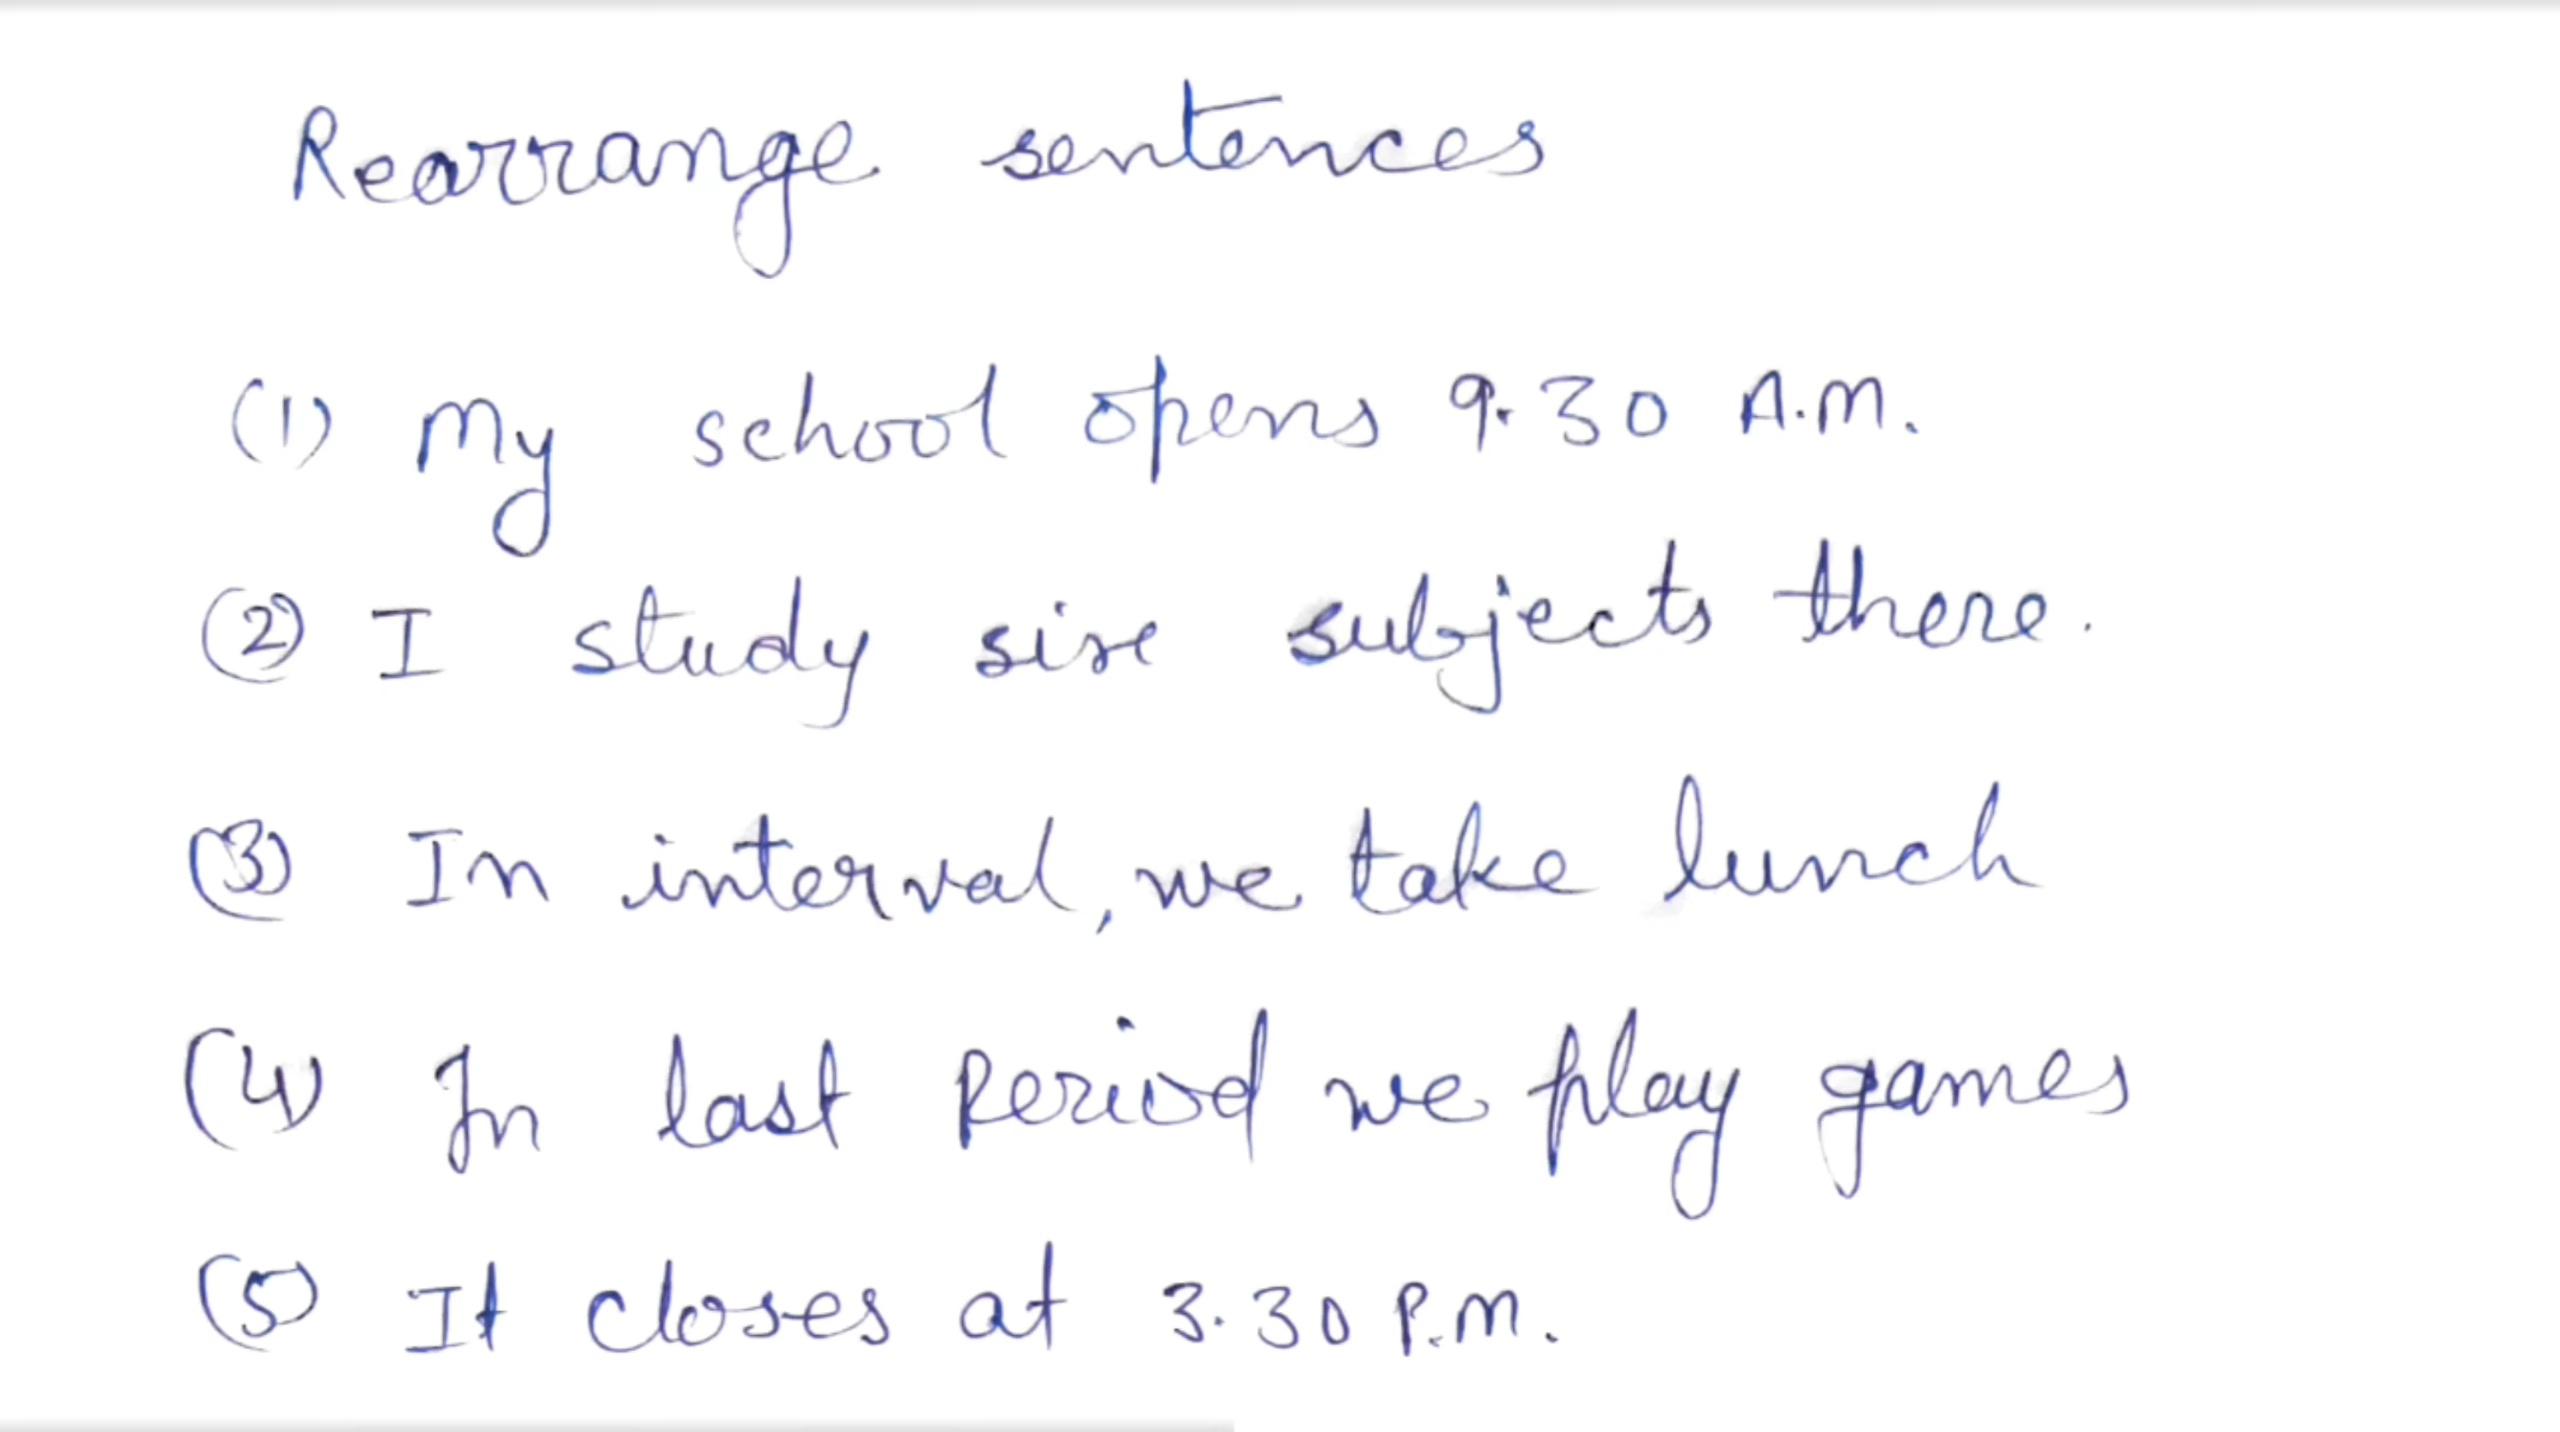 Rearrange sentences
(1) My school opens 9.30 A.M.
(2) I study six subjects there.
(3) In interval, we take lunch
(4) In last Period we play games
(5) It closes at 3.30 P.M.